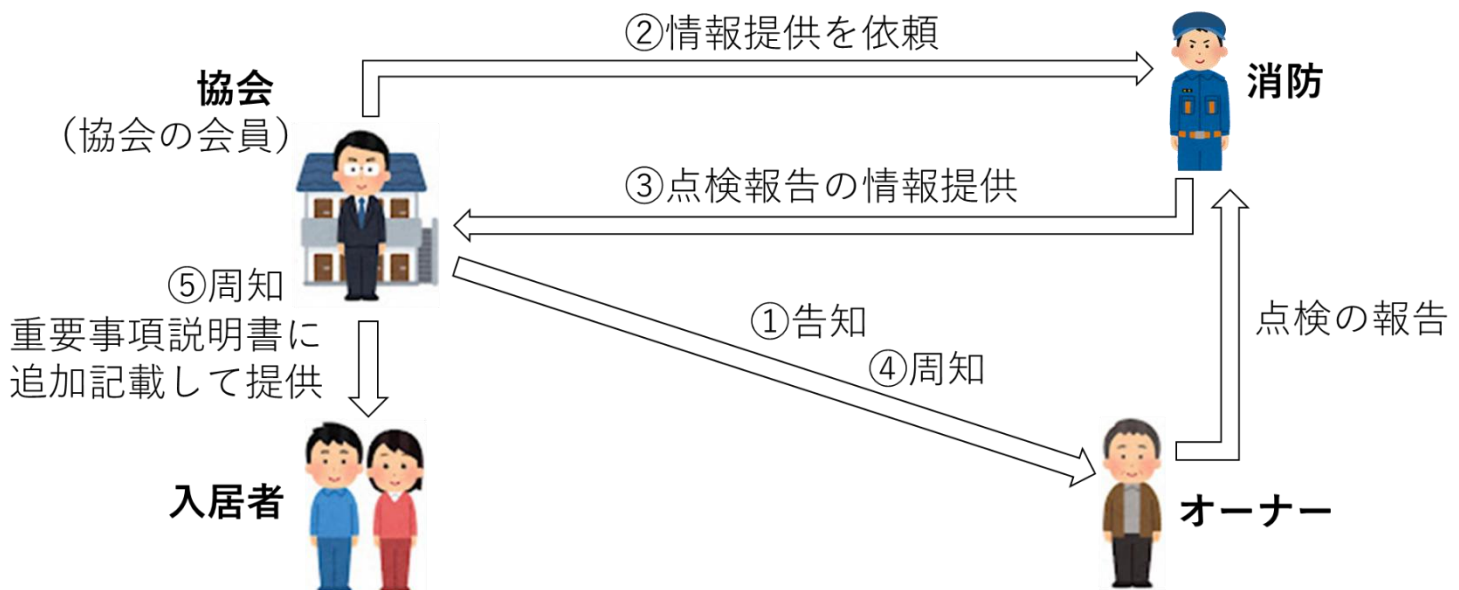 ②情報提供を依頼
協会
（協会の会員）
消防
③点検報告の情報提供
⑤周知
重要事項説明書に
追加記載して提供
①告知
④周知
点検の報告
入居者
オーナー